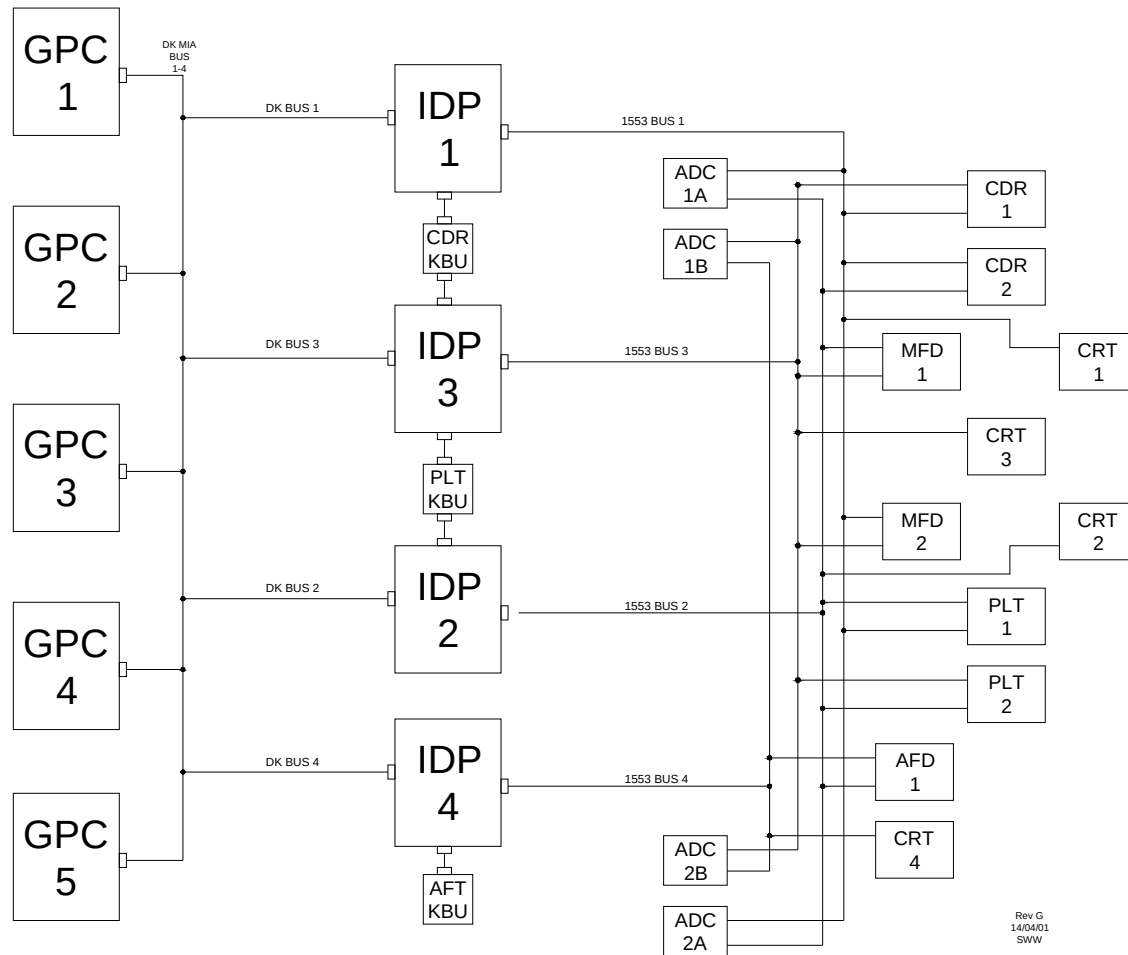 GPC
1
DK MIA
BUS
1-4
GPC
2
GPC
3
GPC
4
GPC
5
DK BUS 1
IDP
1
1553 BUS 1
CDR
KBU
DK BUS 3
IDP
3
1553 BUS 3
PLT
KBU
DK BUS 2
IDP
2
1553 BUS 2
DK BUS 4
IDP
4
1553 BUS 4
AFT
KBU
ADC
1A
ADC
1B
CDR
1
CDR
2
MFD
1
CRT
1
CRT
3
MFD
2
CRT
2
PLT
1
PLT
2
AFD
1
CRT
4
ADC
2B
ADC
2A
Rev G
14/04/01
SWW